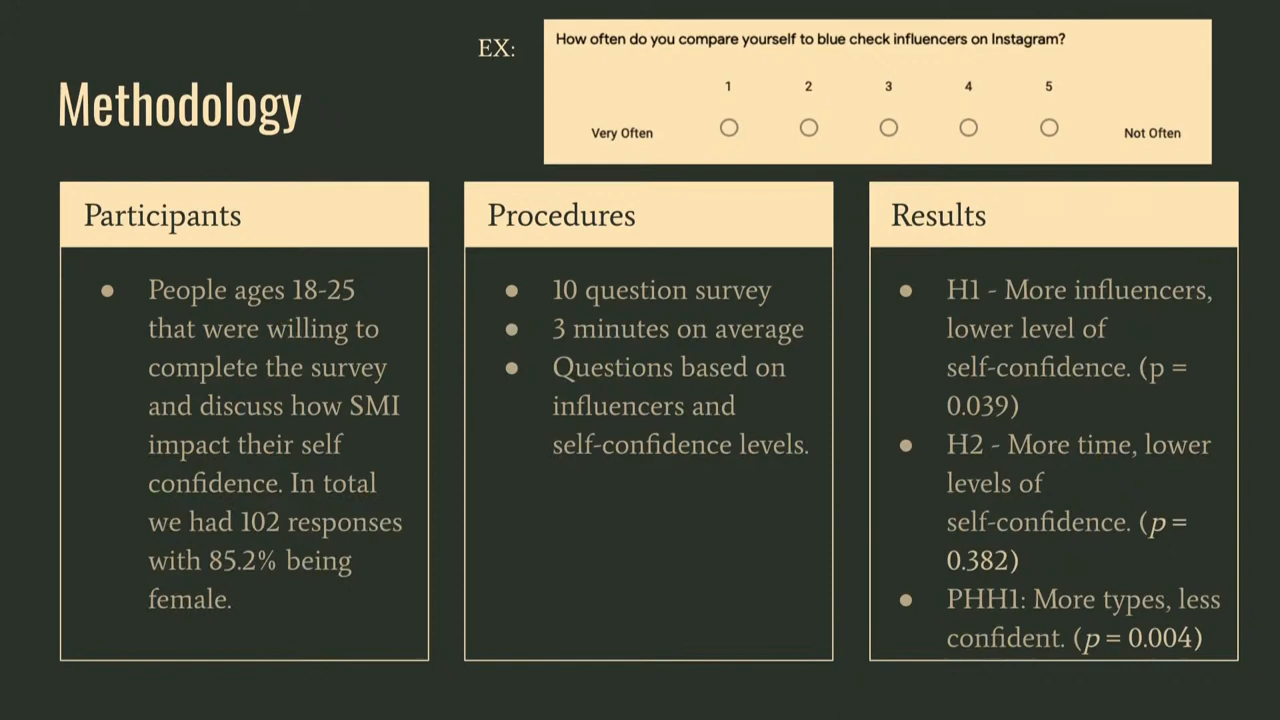 EX:
How often do you compare yourself to blue check influencers on Instagram?
1 2 3 4 5
Very Often Not Often
Methodology
Participants
● People ages 18-25
that were willing to
complete the survey
and discuss how SMI
impact their self
confidence. In total
we had 102 responses
with 85.2% being
female.
Procedures
● 10 question survey
● 3 minutes on average
● Questions based on
influencers and
self-confidence levels.
Results
● H1 - More influencers,
lower level of
self-confidence. (p =
0.039)
● H2 - More time, lower
levels of
self-confidence. (p =
0.382)
● PHH1: More types, less
confident. (p = 0.004)